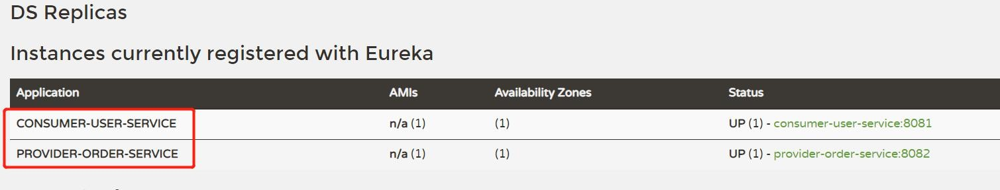 DS Replicas
Instances currently registered with Eureka
Application AMIs Availability Zones Status
CONSUMER-USER-SERVICE n/a (1) (1) UP (1) - consumer-user-service:8081
PROVIDER-ORDER-SERVICE n/a (1) (1) UP (1) - provider-order-service:8082